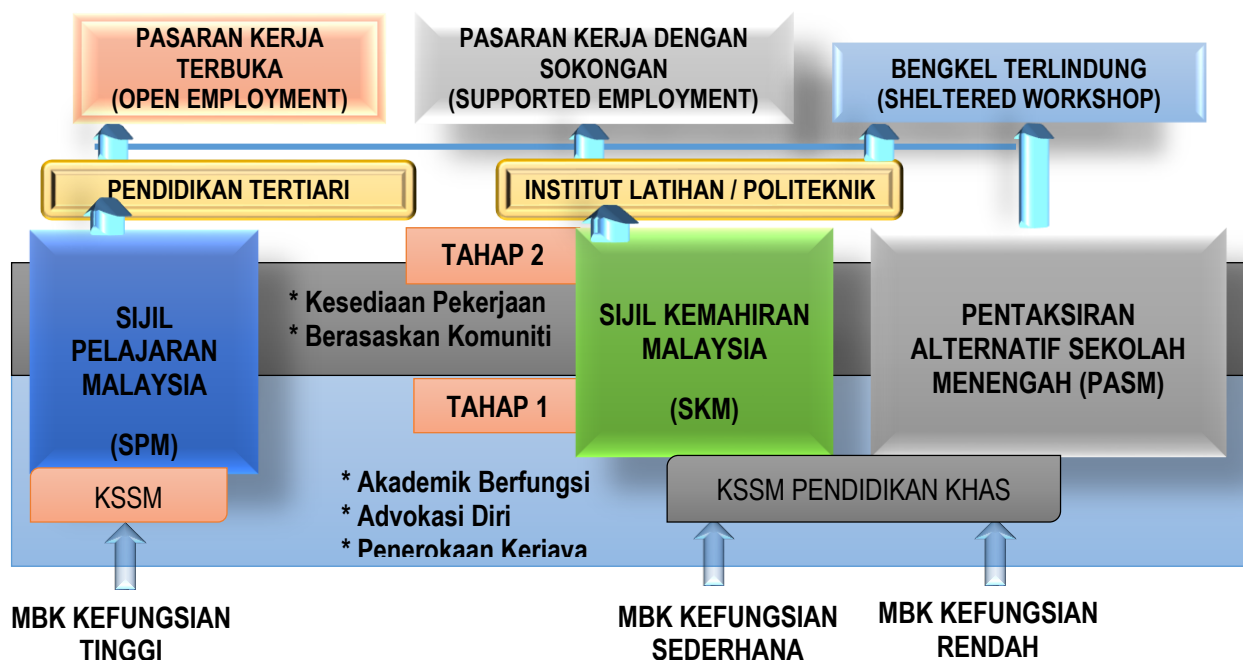 PASARAN KERJA
TERBUKA
(OPEN EMPLOYMENT)
PASARAN KERJA DENGAN
SOKONGAN
(SUPPORTED EMPLOYMENT)
BENGKEL TERLINDUNG
(SHELTERED WORKSHOP)
PENDIDIKAN TERTIARI
INSTITUT LATIHAN / POLITEKNIK
SIJIL
PELAJARAN
MALAYSIA
(SPM)
KSSM
TAHAP 2
* Kesediaan Pekerjaan
* Berasaskan Komuniti
TAHAP 1
* Akademik Berfungsi
* Advokasi Diri
* Penerokaan Kerjaya
SIJIL KEMAHIRAN
MALAYSIA
(SKM)
PENTAKSIRAN
ALTERNATIF SEKOLAH
MENENGAH (PASM)
KSSM PENDIDIKAN KHAS
MBK KEFUNGSIAN
TINGGI
MBK KEFUNGSIAN
SEDERHANA
MBK KEFUNGSIAN
RENDAH